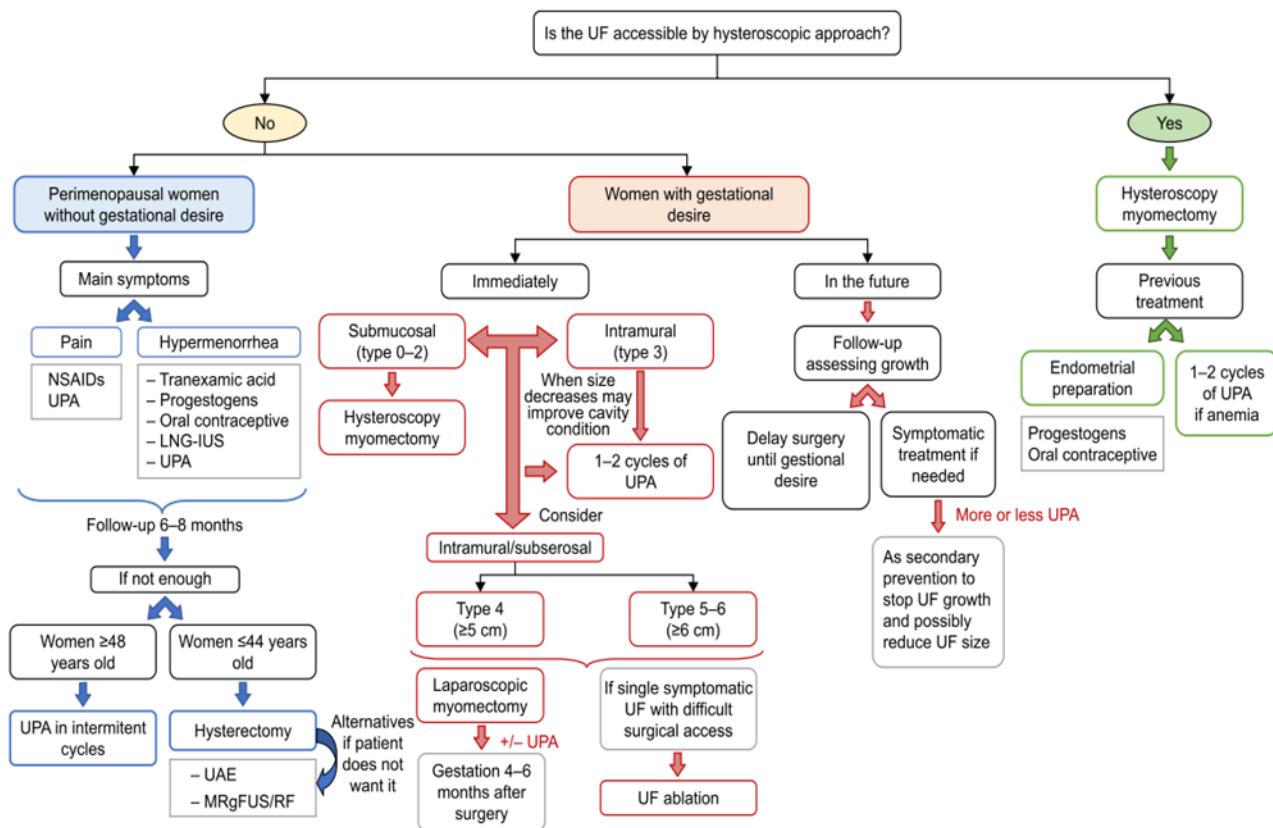 Is the UF accessible by hysteroscopic approach?
No
Yes
Perimenopausal women
without gestational desire
Women with gestational
desire
Hysteroscopy
myomectomy
Main symptoms
Immediately
In the future
Previous
treatment
Pain
Hypermenorrhea
NSAIDs
UPA
– Tranexamic acid
– Progestogens
– Oral contraceptive
– LNG-IUS
– UPA
Submucosal
(type 0–2)
Intramural
(type 3)
Hysteroscopy
myomectomy
When size
decreases may
improve cavity
condition
1–2 cycles of
UPA
Consider
Follow-up
assessing growth
Delay surgery
until gestional
desire
Symptomatic
treatment if
needed
More or less UPA
As secondary
prevention to
stop UF growth
and possibly
reduce UF size
Endometrial
preparation
1–2 cycles
of UPA
if anemia
Progestogens
Oral contraceptive
Follow-up 6–8 months
If not enough
Women ≥48
years old
Women ≤44 years
old
UPA in intermitent
cycles
Hysterectomy
Alternatives
if patient
does not
want it
– UAE
– MRgFUS/RF
Intramural/subserosal
Type 4
(≥5 cm)
Type 5–6
(≥6 cm)
Laparoscopic
myomectomy
+/– UPA
Gestation 4–6
months after
surgery
If single symptomatic
UF with difficult
surgical access
UF ablation